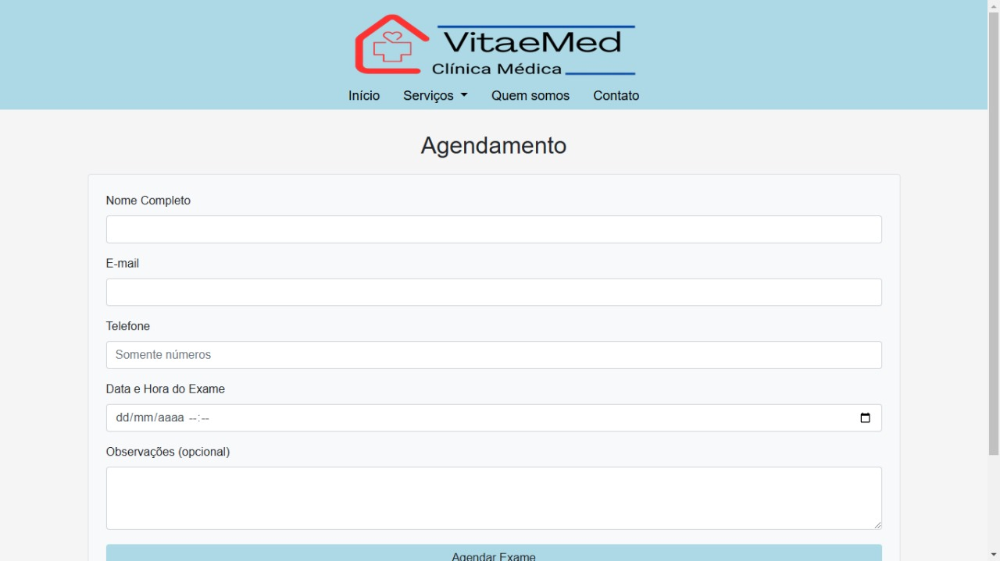 VitaeMed
Clínica Médica
Início Serviços Quem somos Contato
Agendamento
Nome Completo
E-mail
Telefone
Somente números
Data e Hora do Exame
dd/mm/aaaa --:--
Observações (opcional)
Agendar Exame